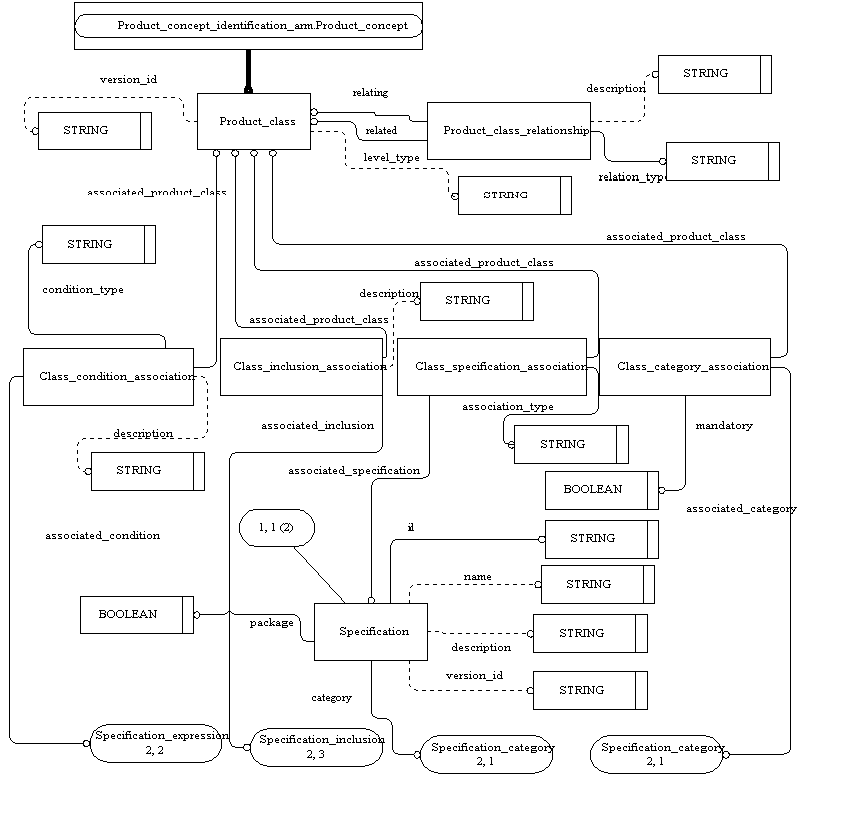 Product_concept_identification_arm.Product_concept
version_id
relating
description
STRING
STRING
Product_class
related
Product_class_relationship
level_type
STRING
relation_type
associated_product_class
STRING
STRING
associated_product_class
associated_product_class
condition_type
description
STRING
associated_product_class
Class_condition_association
Class_inclusion_association
Class_specification_association
Class_category_association
association_type
description
associated_inclusion
mandatory
STRING
STRING
associated_specification
BOOLEAN
associated_category
1, 1 (2)
id
STRING
associated_condition
name
STRING
BOOLEAN
package
Specification
STRING
description
version_id
STRING
category
Specification_expression
2, 2
Specification_inclusion
2, 3
Specification_category
2, 1
Specification_category
2, 1